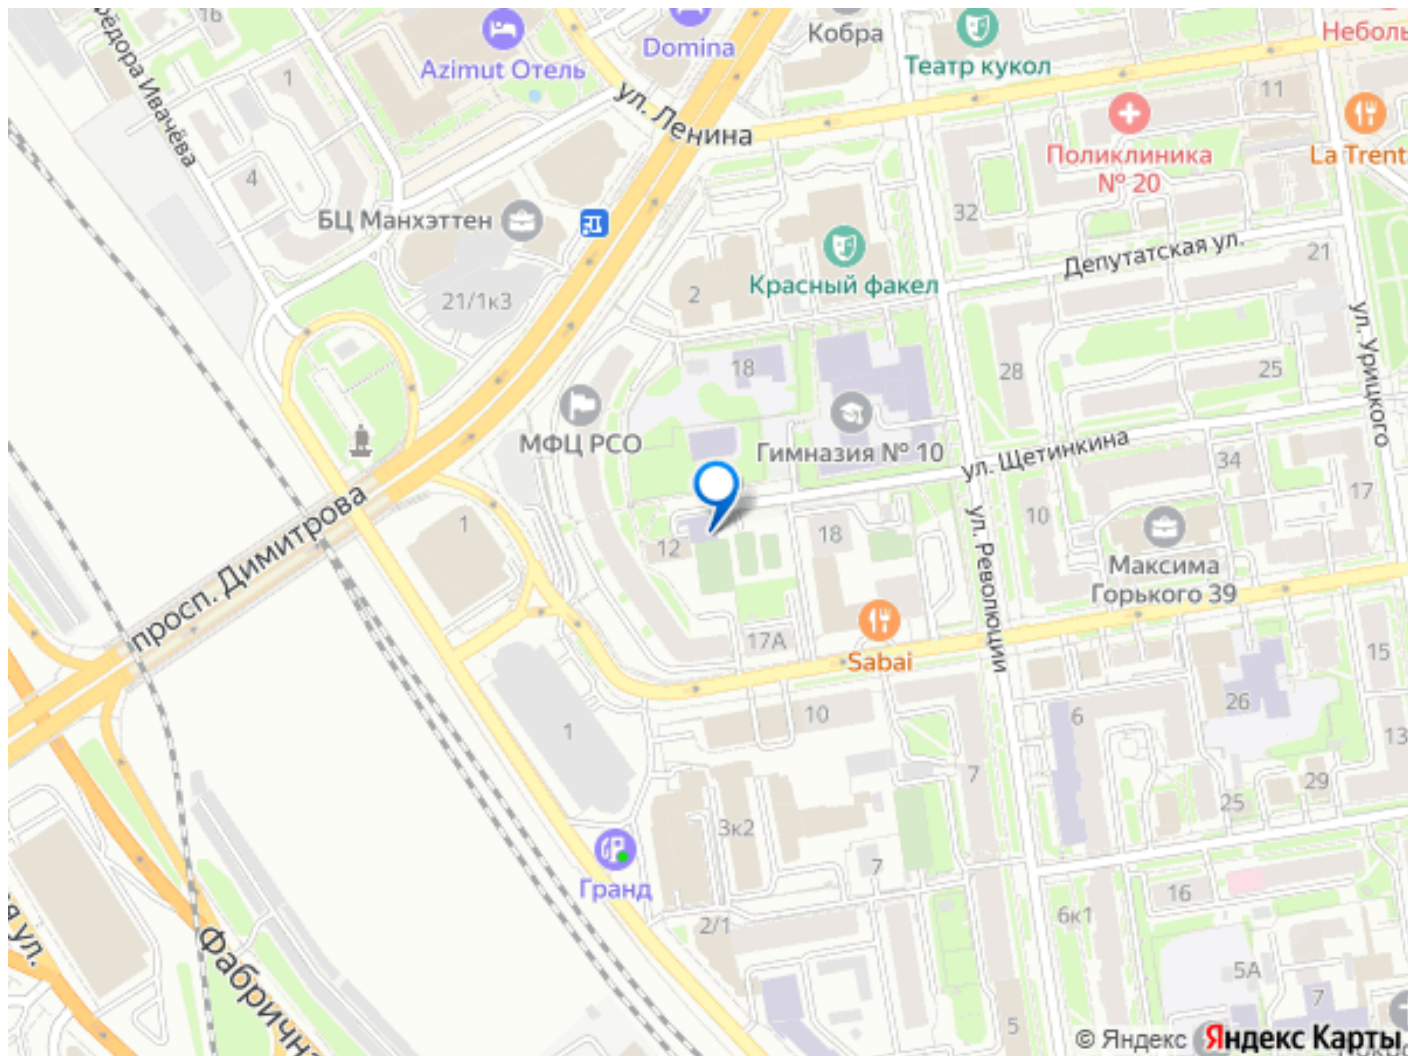 16
Фёдора Ивачёва
1
Azimut Отель
Domina
Кобра
Театр кукол
ул. Ленина
11
Поликлиника
№ 20
La Trent
4
БЦ Манхэттен
32
Депутатская ул.
21
Красный факел
21/1к3
2
ул. Урицкого
18
28
25
МФЦ РСО
Гимназия № 10
ул. Щетинкина
34
17
просп. Димитрова
1
12
18
10
ул. Революции
Максима
Горького 39
17А
Sabai
15
10
1
6
26
13
7
29
25
3к2
7
Гранд
16
2/1
6к1
ул.
Фабрична
5А
7
5
© Яндекс
Яндекс Карты